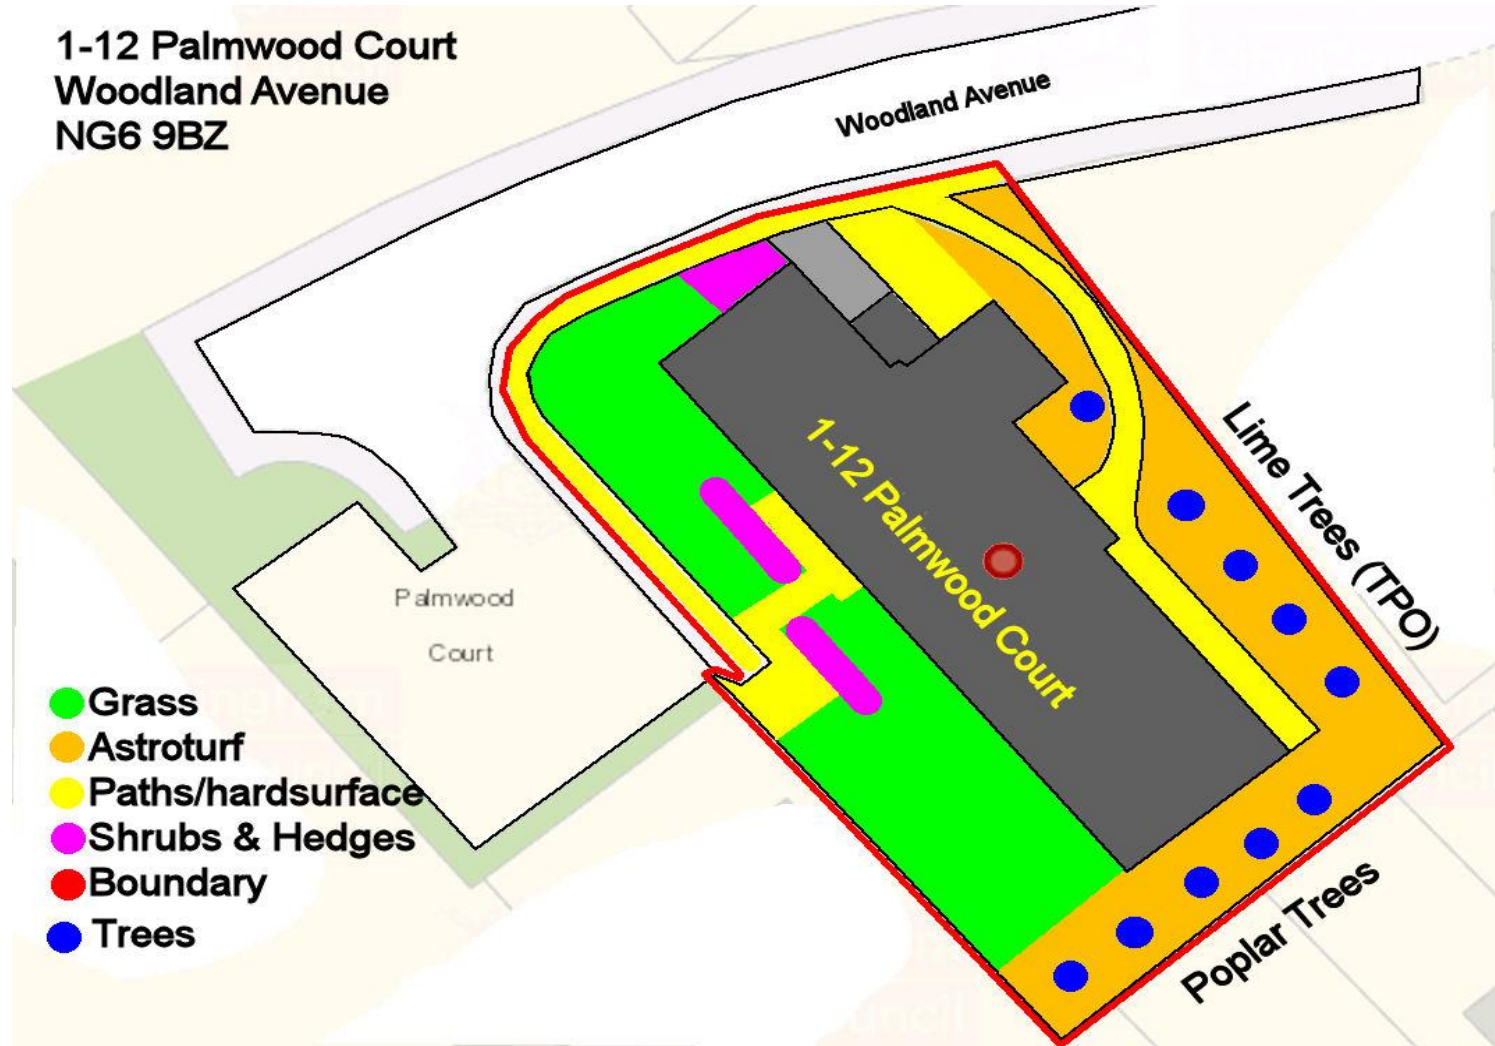 1-12 Palmwood Court
Woodland Avenue
NG6 9BZ
Woodland Avenue
1-12 Palmwood Court
Lime Trees (TPO)
Palmwood
Court
Grass
Astroturf
Paths/hardsurface
Shrubs & Hedges
Boundary
Trees
Poplar Trees